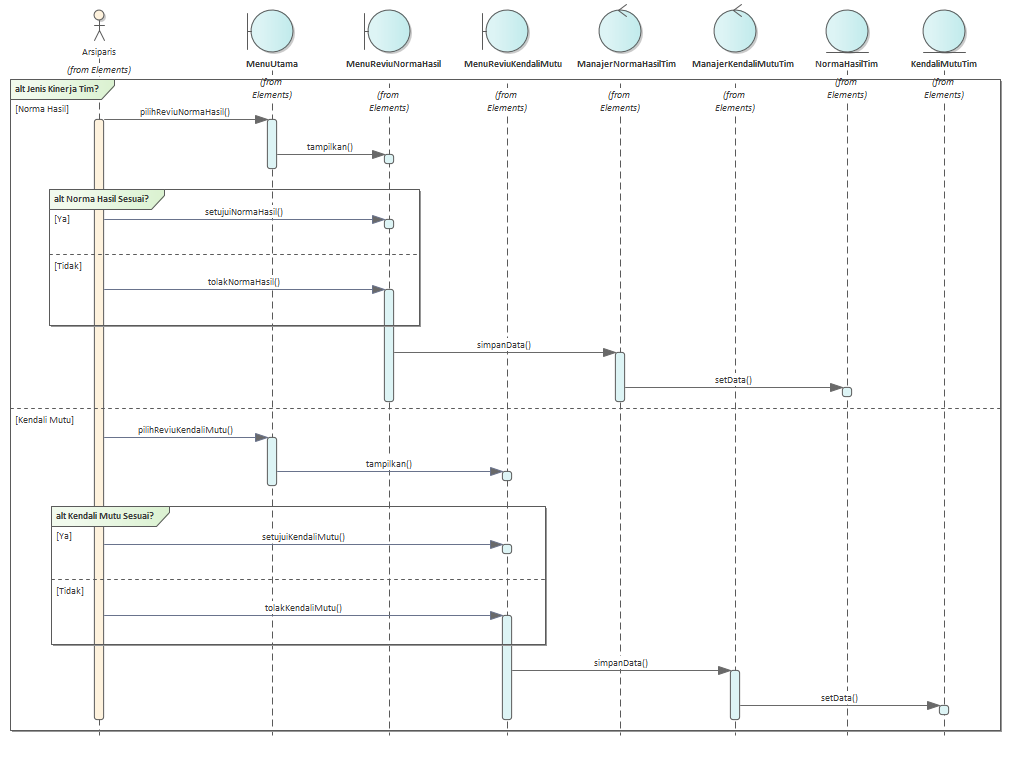 Arsiparis
(from Elements)
MenuUtama
(from
Elements)
MenuReviuNormaHasil
(from
Elements)
MenuReviuKendaliMutu
(from
Elements)
ManajerNormaHasilTim
(from
Elements)
ManajerKendaliMutuTim
(from
Elements)
NormaHasilTim
(from
Elements)
KendaliMutuTim
(from
Elements)
alt Jenis Kinerja Tim?
[Norma Hasil]
pilihReviuNormaHasil()
tampilkan()
alt Norma Hasil Sesuai?
[Ya]
setujuiNormaHasil()
[Tidak]
tolakNormaHasil()
simpanData()
setData()
[Kendali Mutu]
pilihReviuKendaliMutu()
tampilkan()
alt Kendali Mutu Sesuai?
[Ya]
setujuiKendaliMutu()
[Tidak]
tolakKendaliMutu()
simpanData()
setData()